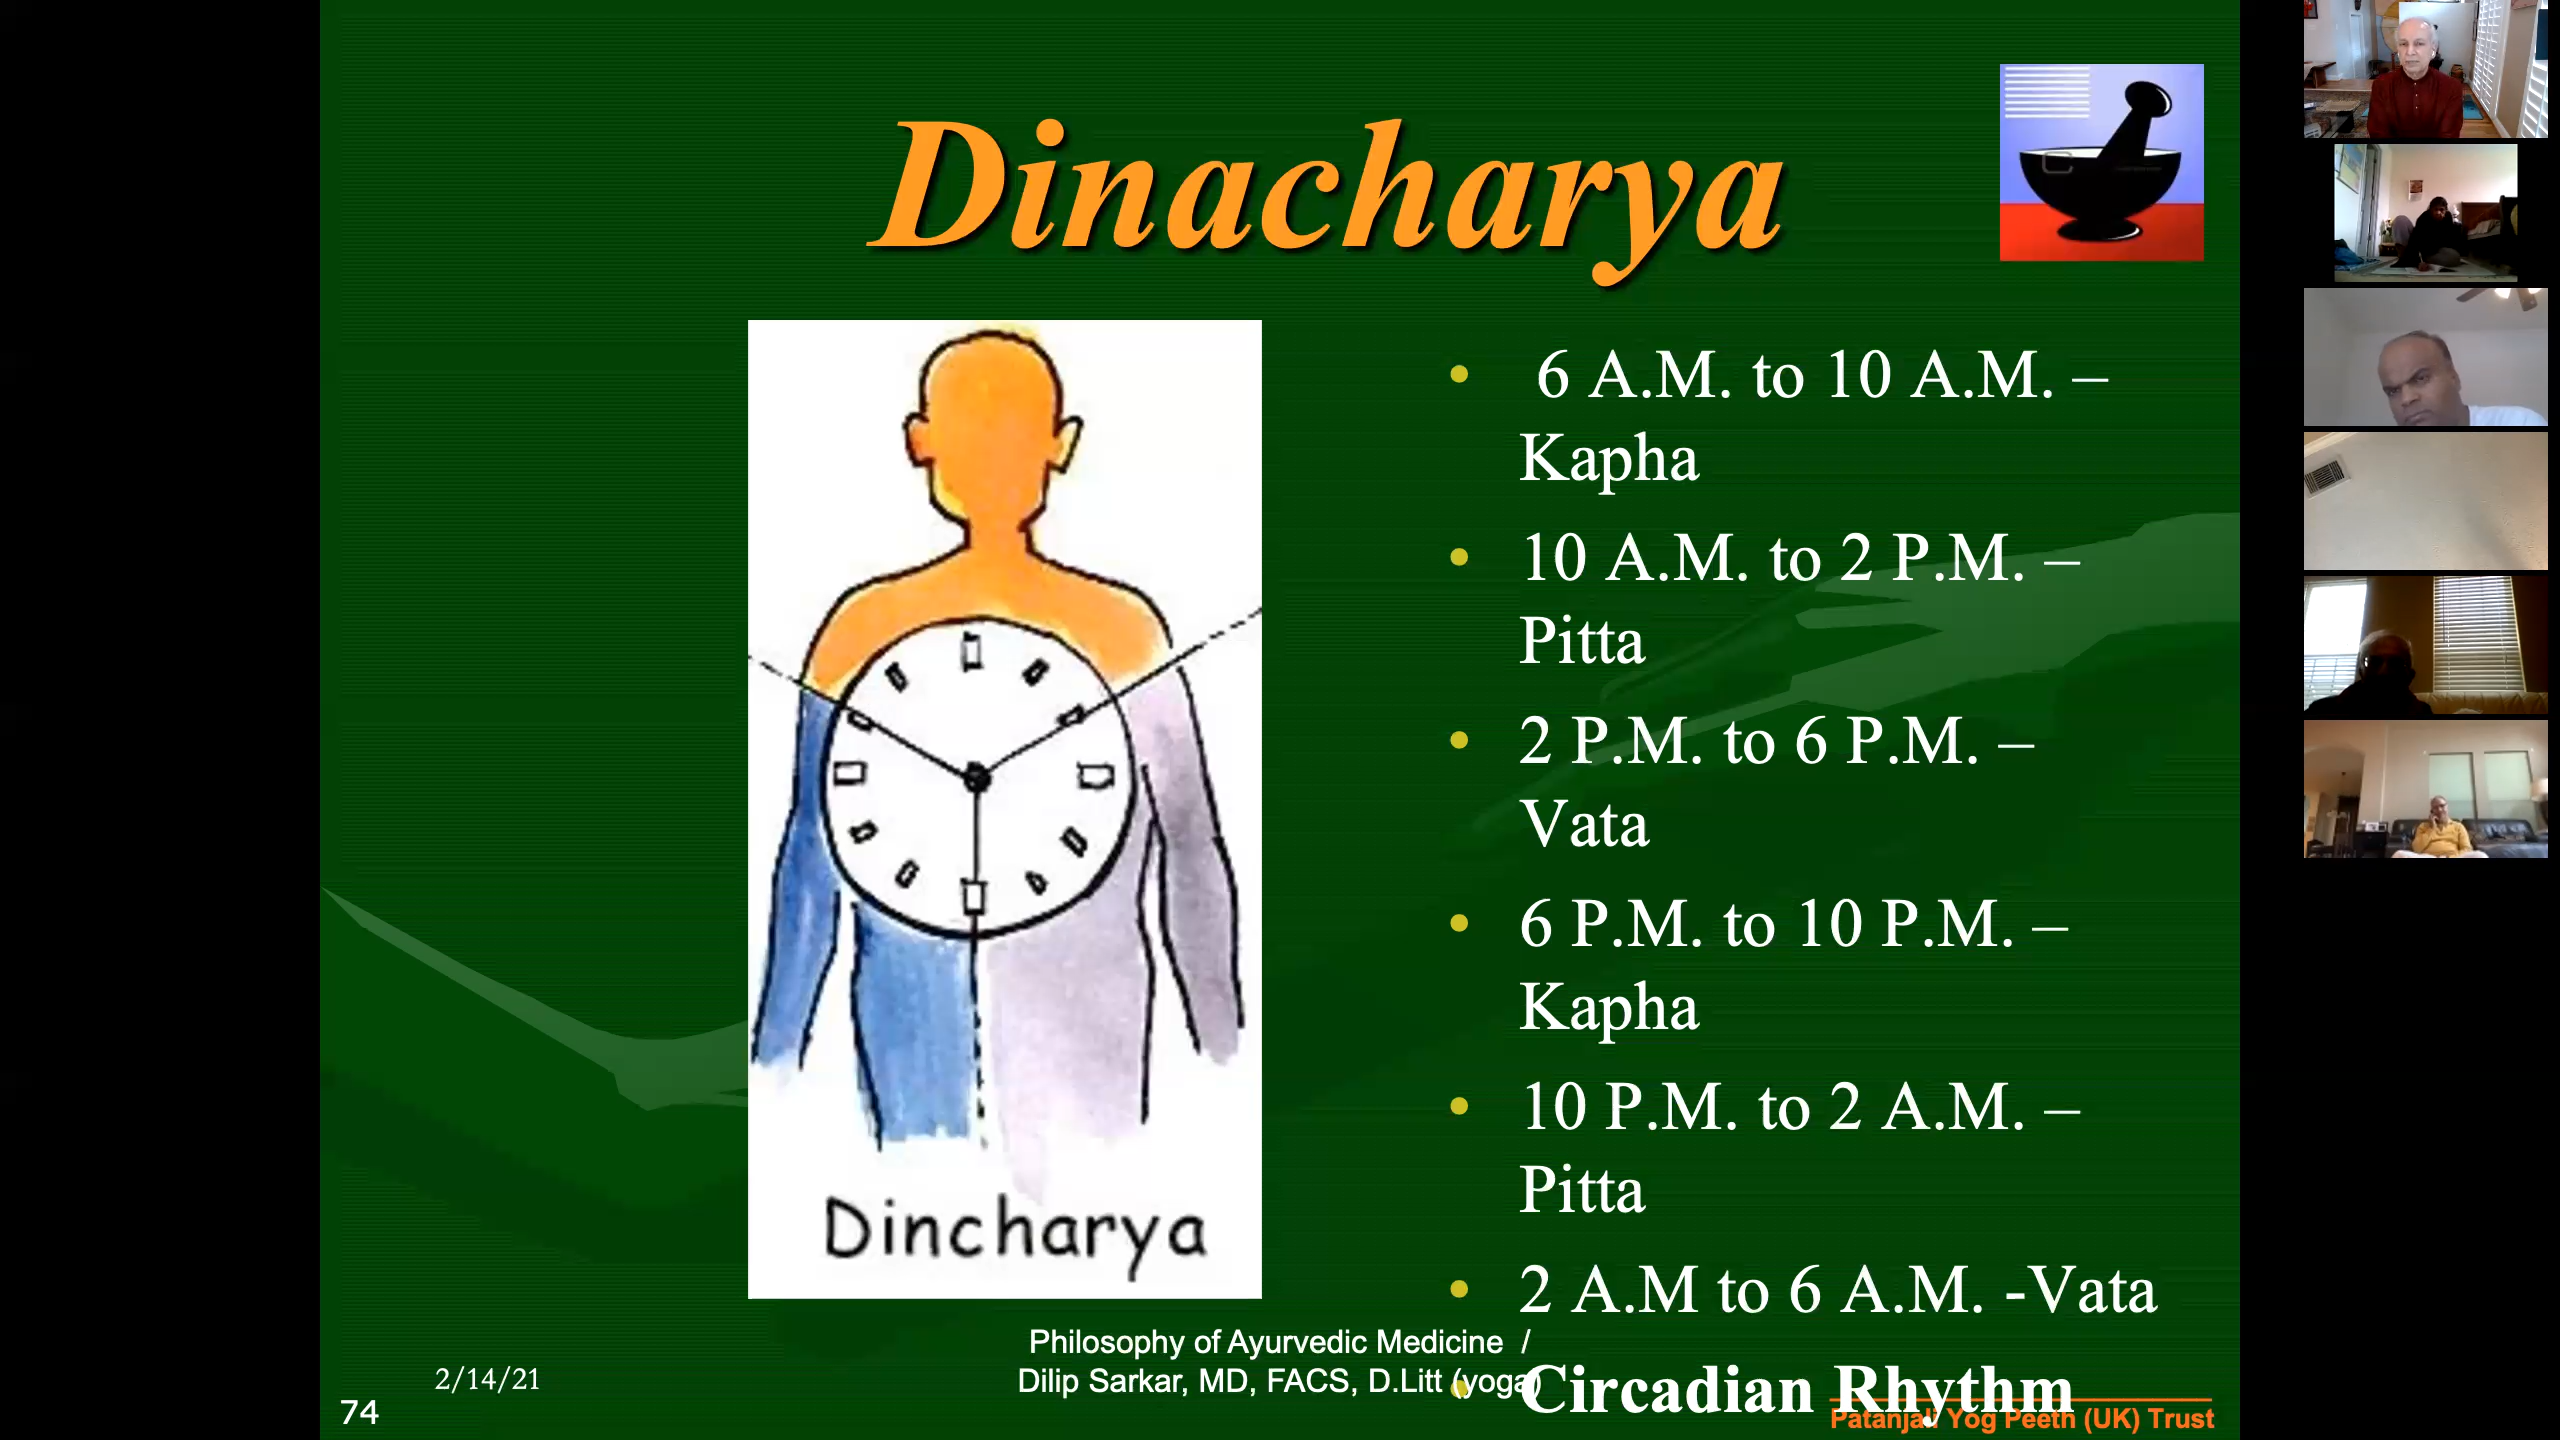 Dinacharya
6 A.M. to 10 A.M. –
Kapha
10 A.M. to 2 P.M. –
Pitta
2 P.M. to 6 P.M. –
Vata
6 P.M. to 10 P.M. –
Kapha
10 P.M. to 2 A.M. –
Pitta
2 A.M to 6 A.M. -Vata
Circadian Rhythm
Dincharya
Philosophy of Ayurvedic Medicine /
Dilip Sarkar, MD, FACS, D.Litt (yoga)
2/14/21
74
Patanjali Yog Peeth (UK) Trust